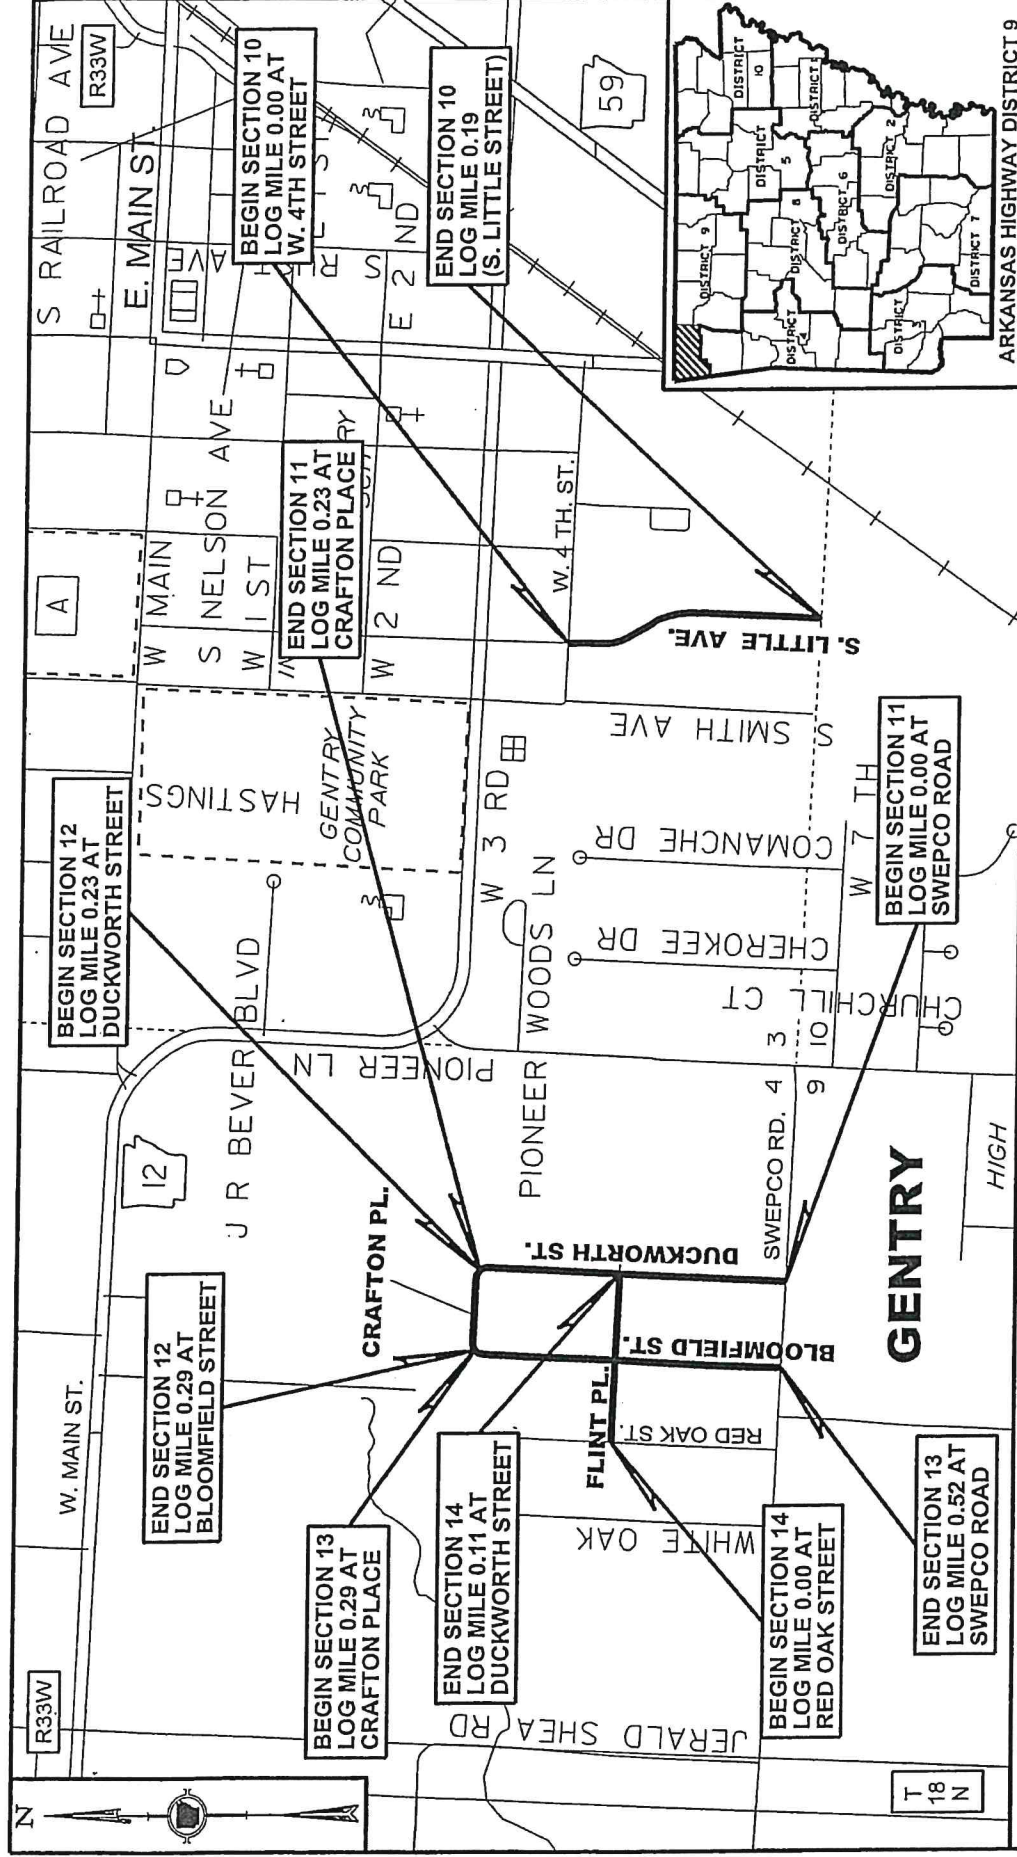 N
R33W
W. MAIN ST.
BEGIN SECTION 12
LOG MILE 0.23 AT
DUCKWORTH STREET
A
S RAILROAD AVE
R33W
E. MAIN ST.
12
J R BEVER BLVD
HASTINGS
GENTRY
COMMUNITY
PARK
W MAIN
S NELSON AVE
W 1 ST
W 2 ND
E 2 ND
BEGIN SECTION 10
LOG MILE 0.00 AT
W. 4TH STREET
END SECTION 11
LOG MILE 0.23 AT
CRAFTON PLACE
END SECTION 10
LOG MILE 0.19
(S. LITTLE STREET)
59
END SECTION 12
LOG MILE 0.29 AT
BLOOMFIELD STREET
CRAFTON PL.
PIONEER LN
W 3 RD
BEGIN SECTION 13
LOG MILE 0.29 AT
CRAFTON PLACE
END SECTION 14
LOG MILE 0.11 AT
DUCKWORTH STREET
FLINT PL.
BLOOMFIELD ST.
DUCKWORTH ST.
PIONEER WOODS LN
W. 4 TH. ST.
S. LITTLE AVE.
S SMITH AVE
COMANCHE DR
CHEROKEE DR
CHURCHILL CT
W 7 TH
JERALD SHEA RD
WHITE OAK
RED OAK ST.
SWEPCO RD.
4
3
9
10
BEGIN SECTION 14
LOG MILE 0.00 AT
RED OAK STREET
END SECTION 13
LOG MILE 0.52 AT
SWEPCO ROAD
BEGIN SECTION 11
LOG MILE 0.00 AT
SWEPCO ROAD
GENTRY
HIGH
T
18
N
DISTRICT 9
DISTRICT 5
DISTRICT 10
DISTRICT
DISTRICT 4
DISTRICT 8
DISTRICT 6
DISTRICT 3
DISTRICT 7
DISTRICT 2
ARKANSAS HIGHWAY DISTRICT 9